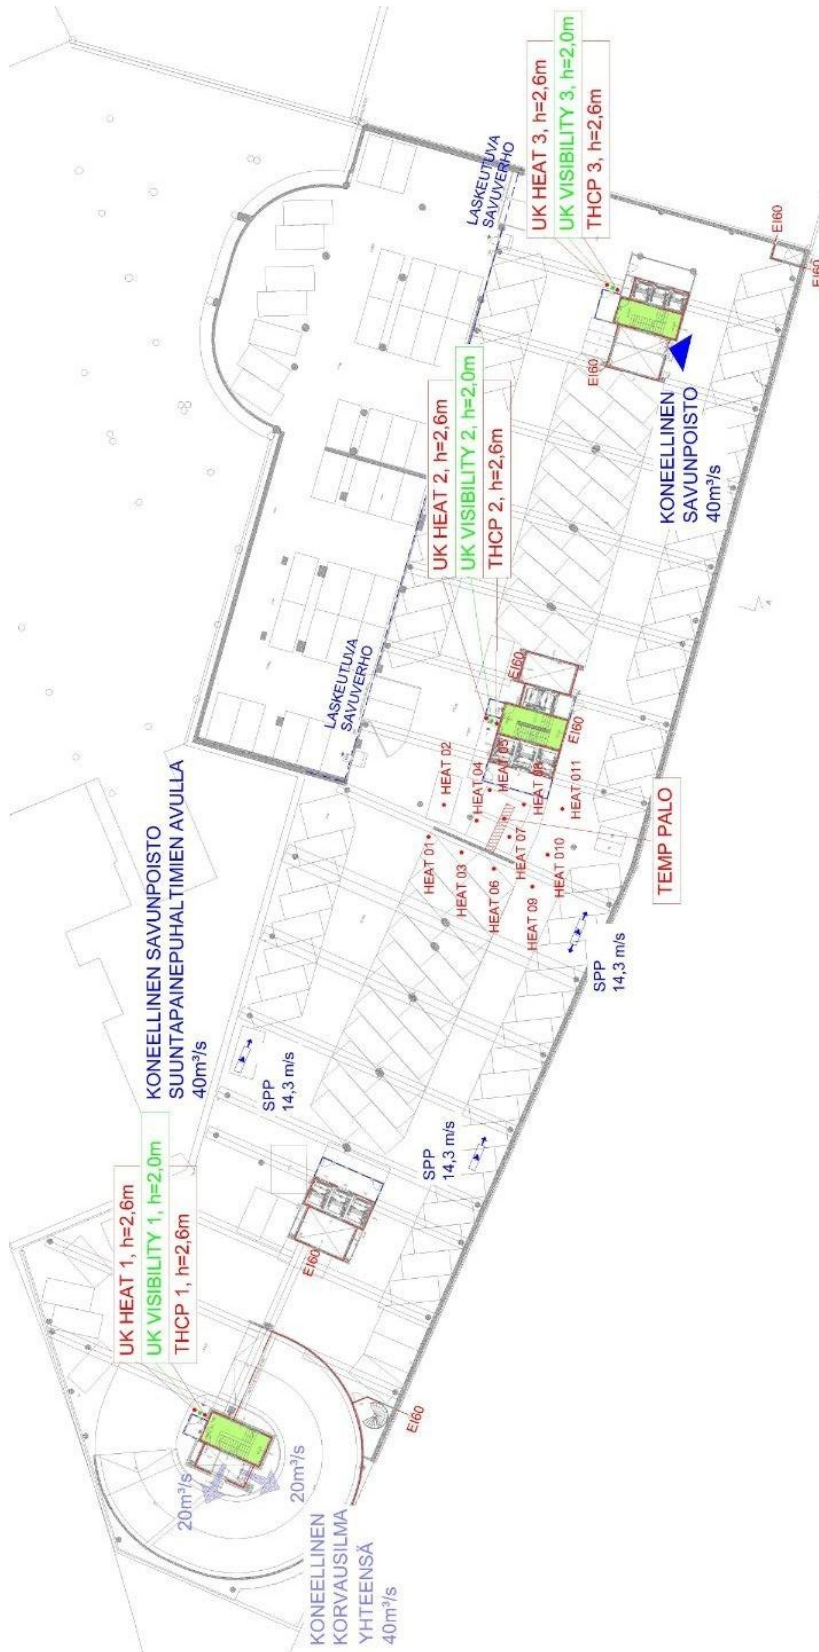 UK HEAT 3, h=2,6m
UK VISIBILITY 3, h=2,0m
THCP 3, h=2,6m
LASKEUTUVA
SAVUVERHO
EI60
EI60
EI60
KONEELLINEN
SAVUNPOISTO
40m³/s
UK HEAT 2, h=2,6m
UK VISIBILITY 2, h=2,0m
THCP 2, h=2,6m
LASKEUTUVA
SAVUVERHO
EI60
EI60
HEAT 01
HEAT 02
HEAT 03
HEAT 04
HEAT 05
HEAT 06
HEAT 07
HEAT 08
HEAT 09
HEAT 010
HEAT 011
TEMP PALO
KONEELLINEN SAVUNPOISTO
SUUNTAPAINEPUHALTIMIEN AVULLA
40m³/s
SPP
14,3 m/s
SPP
14,3 m/s
SPP
14,3 m/s
UK HEAT 1, h=2,6m
UK VISIBILITY 1, h=2,0m
THCP 1, h=2,6m
EI60
EI60
20m³/s
20m³/s
KONEELLINEN
KORVAUSILMA
YHTEENSÄ
40m³/s